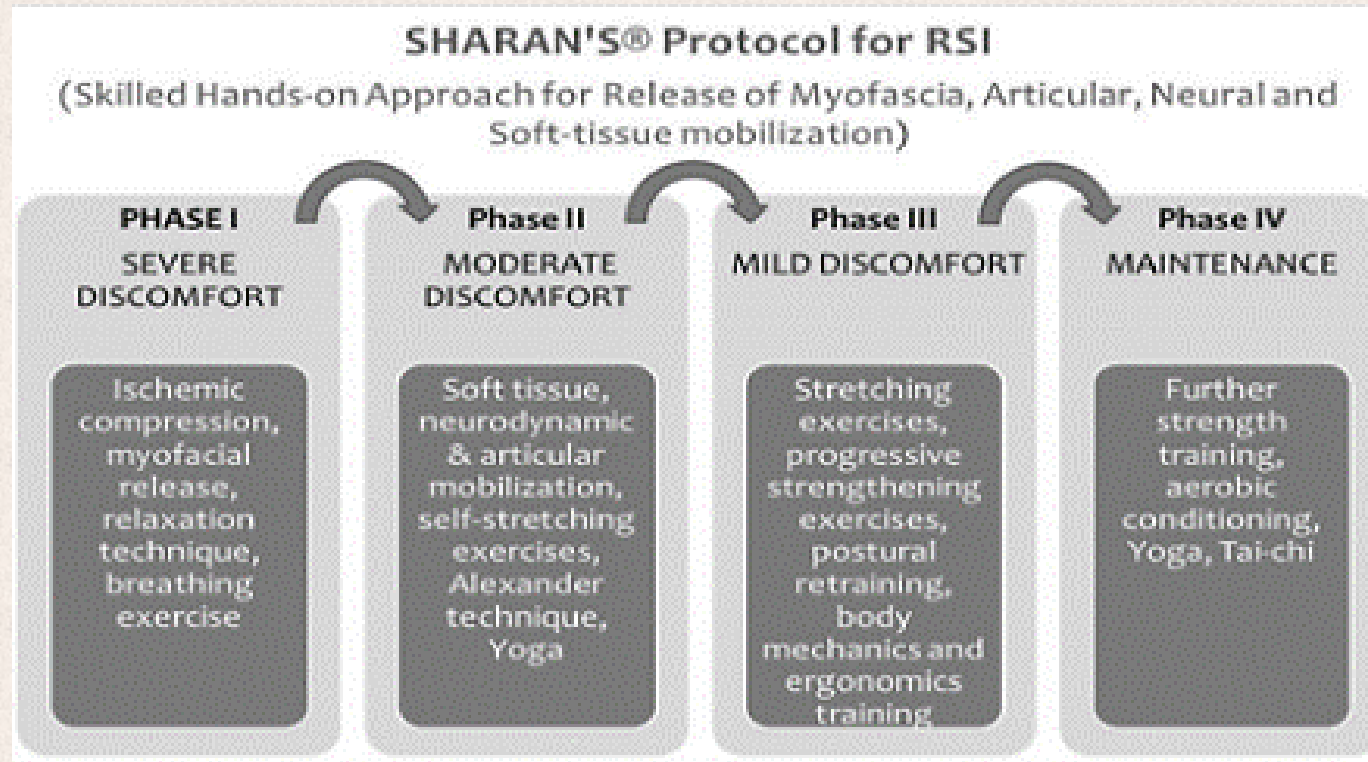 SHARAN'S® Protocol for RSI
(Skilled Hands-on Approach for Release of Myofascia, Articular, Neural and
Soft-tissue mobilization)
PHASE I
SEVERE
DISCOMFORT
Ischemic
compression,
myofacial
release,
relaxation
technique,
breathing
exercise
Phase II
MODERATE
DISCOMFORT
Soft tissue,
neurodynamic
& articular
mobilization,
self-stretching
exercises,
Alexander
technique,
Yoga
Phase III
MILD DISCOMFORT
Stretching
exercises,
progressive
strengthening
exercises,
postural
retraining,
body
mechanics and
ergonomics
training
Phase IV
MAINTENANCE
Further
strength
training,
aerobic
conditioning,
Yoga, Tai-chi